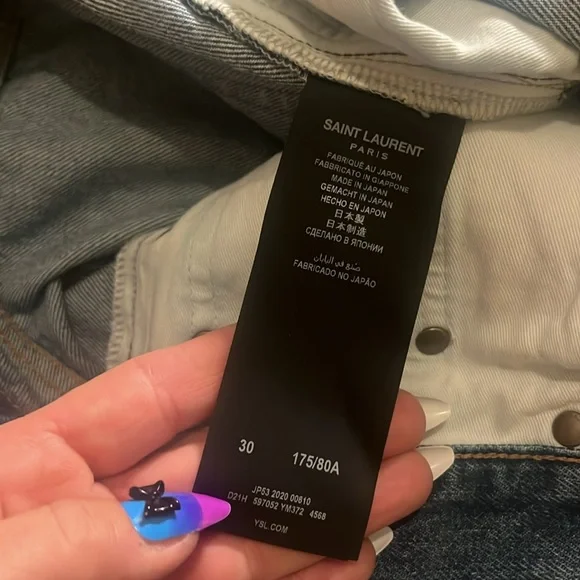 SAINT LAURENT
PARIS
FABRIQUÉ AU JAPON
FABBRICATO IN GIAPPONE
MADE IN JAPAN
GEMACHT IN JAPAN
HECHO EN JAPON
日本製
日本制造
СДЕЛАНО В ЯПОНИИ
صنع في اليابان
FABRICADO NO JAPÃO
30 175/80A
JP53 2020 00810
D21H 597052 YM372 4568
YSL.COM